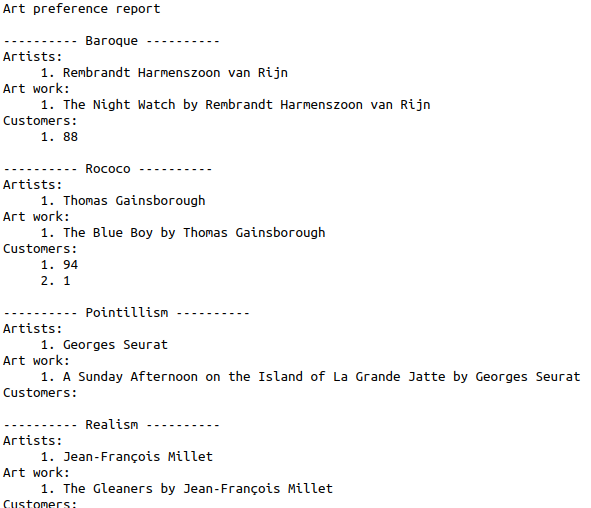 Art preference report
---------- Baroque ----------
Artists:
1. Rembrandt Harmenszoon van Rijn
Art work:
1. The Night Watch by Rembrandt Harmenszoon van Rijn
Customers:
1. 88
---------- Rococo ----------
Artists:
1. Thomas Gainsborough
Art work:
1. The Blue Boy by Thomas Gainsborough
Customers:
1. 94
2. 1
---------- Pointillism ----------
Artists:
1. Georges Seurat
Art work:
1. A Sunday Afternoon on the Island of La Grande Jatte by Georges Seurat
Customers:
---------- Realism ----------
Artists:
1. Jean-François Millet
Art work:
1. The Gleaners by Jean-François Millet
Customers: